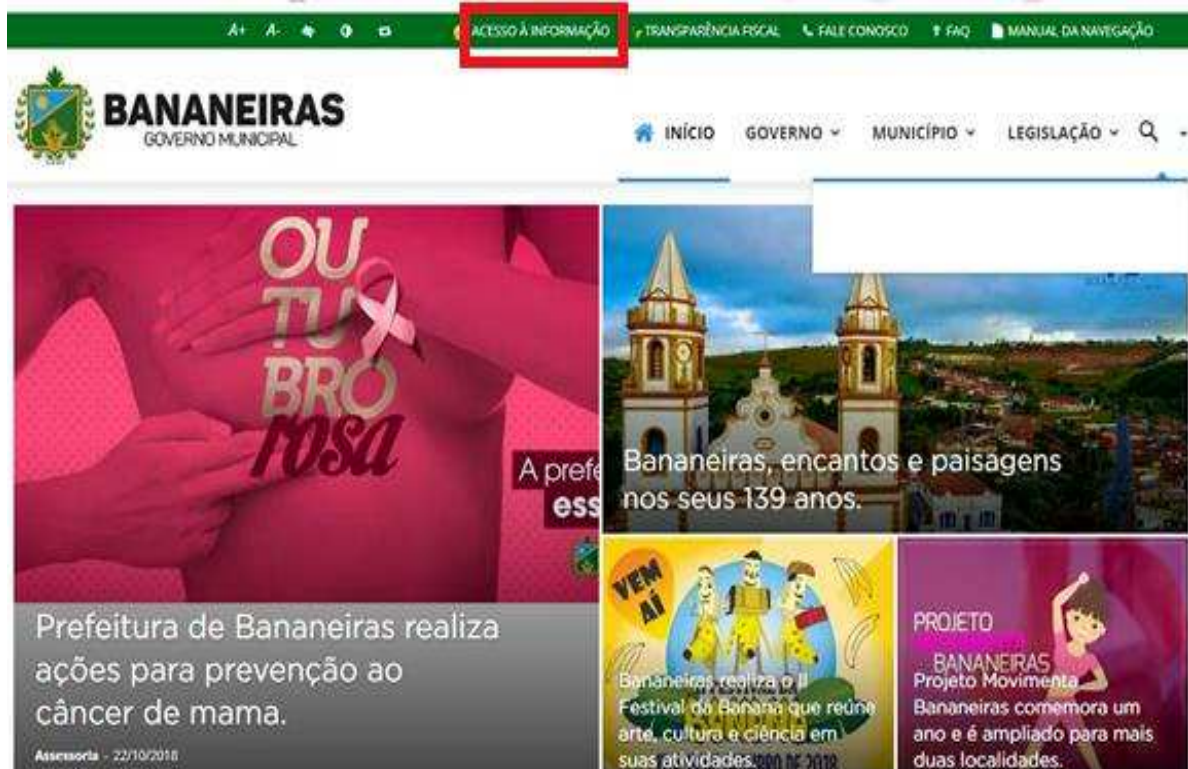 A+ A- ACESSO À INFORMAÇÃO TRANSPARÊNCIA FISCAL FALE CONOSCO FAQ MANUAL DA NAVEGAÇÃO
BANANEIRAS
GOVERNO MUNICIPAL
INÍCIO GOVERNO MUNICÍPIO LEGISLAÇÃO
OU
TU
BRO
rosa
A prefe
ess
Prefeitura de Bananeiras realiza
ações para prevenção ao
câncer de mama.
Assessoria - 22/10/2018
Bananeiras, encantos e paisagens
nos seus 139 anos.
VEM
AÍ
Bananeiras realiza o II
Festival da Banana que reúne
arte, cultura e ciência em
suas atividades.
PROJETO
BANANEIRAS
Projeto Movimenta
Bananeiras comemora um
ano e é ampliado para mais
duas localidades.